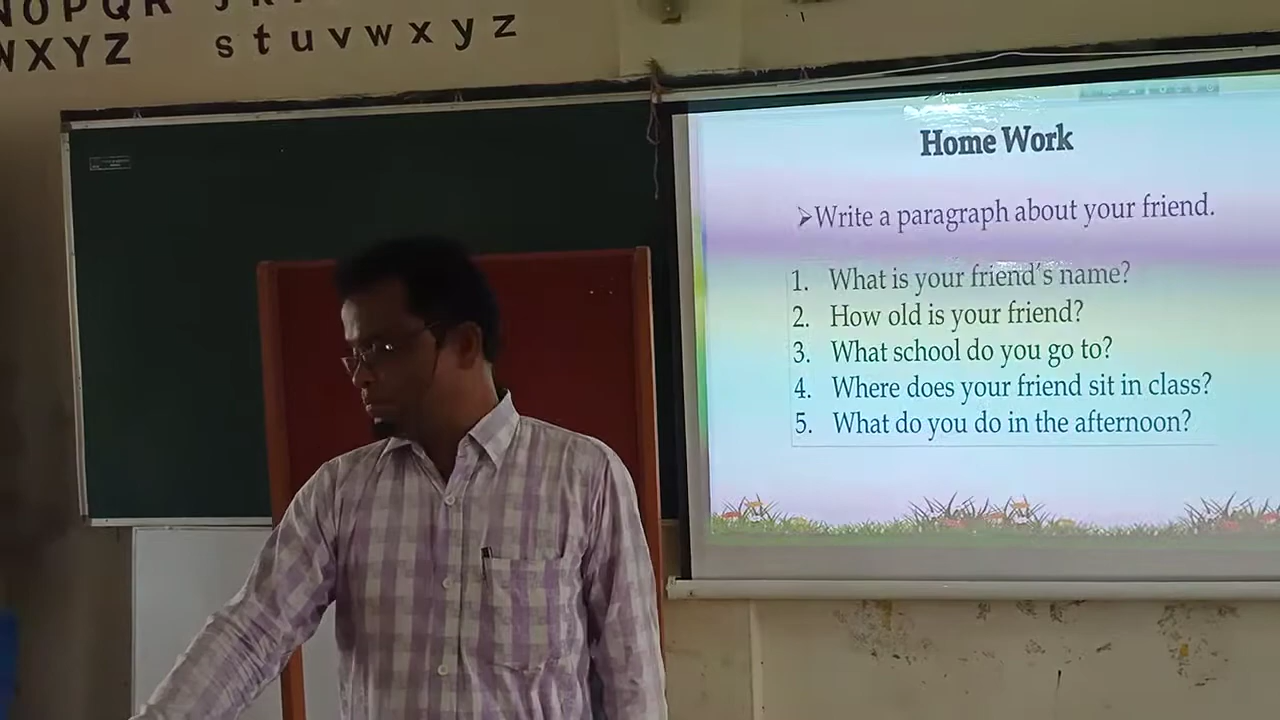 NOPQR
WXYZ
stuvwxyz
Home Work
➢Write a paragraph about your friend.
1. What is your friend's name?
2. How old is your friend?
3. What school do you go to?
4. Where does your friend sit in class?
5. What do you do in the afternoon?